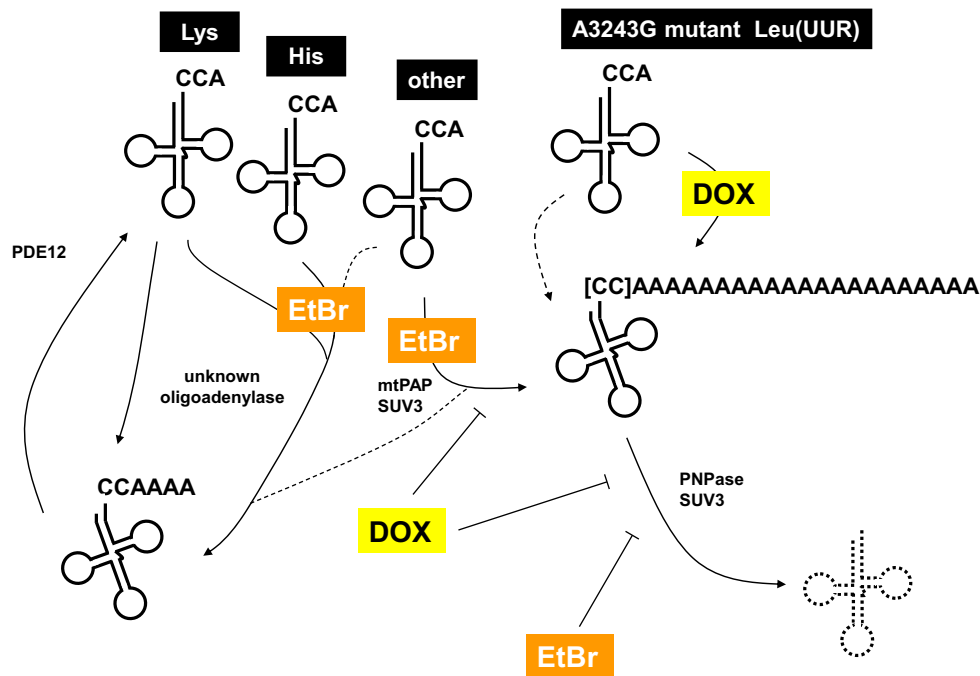 Lys
His
other
A3243G mutant Leu(UUR)
CCA
CCA
CCA
CCA
DOX
PDE12
[CC]AAAAAAAAAAAAAAAAAAAAA
EtBr
EtBr
unknown
oligoadenylase
mtPAP
SUV3
CCAAAA
DOX
PNPase
SUV3
EtBr